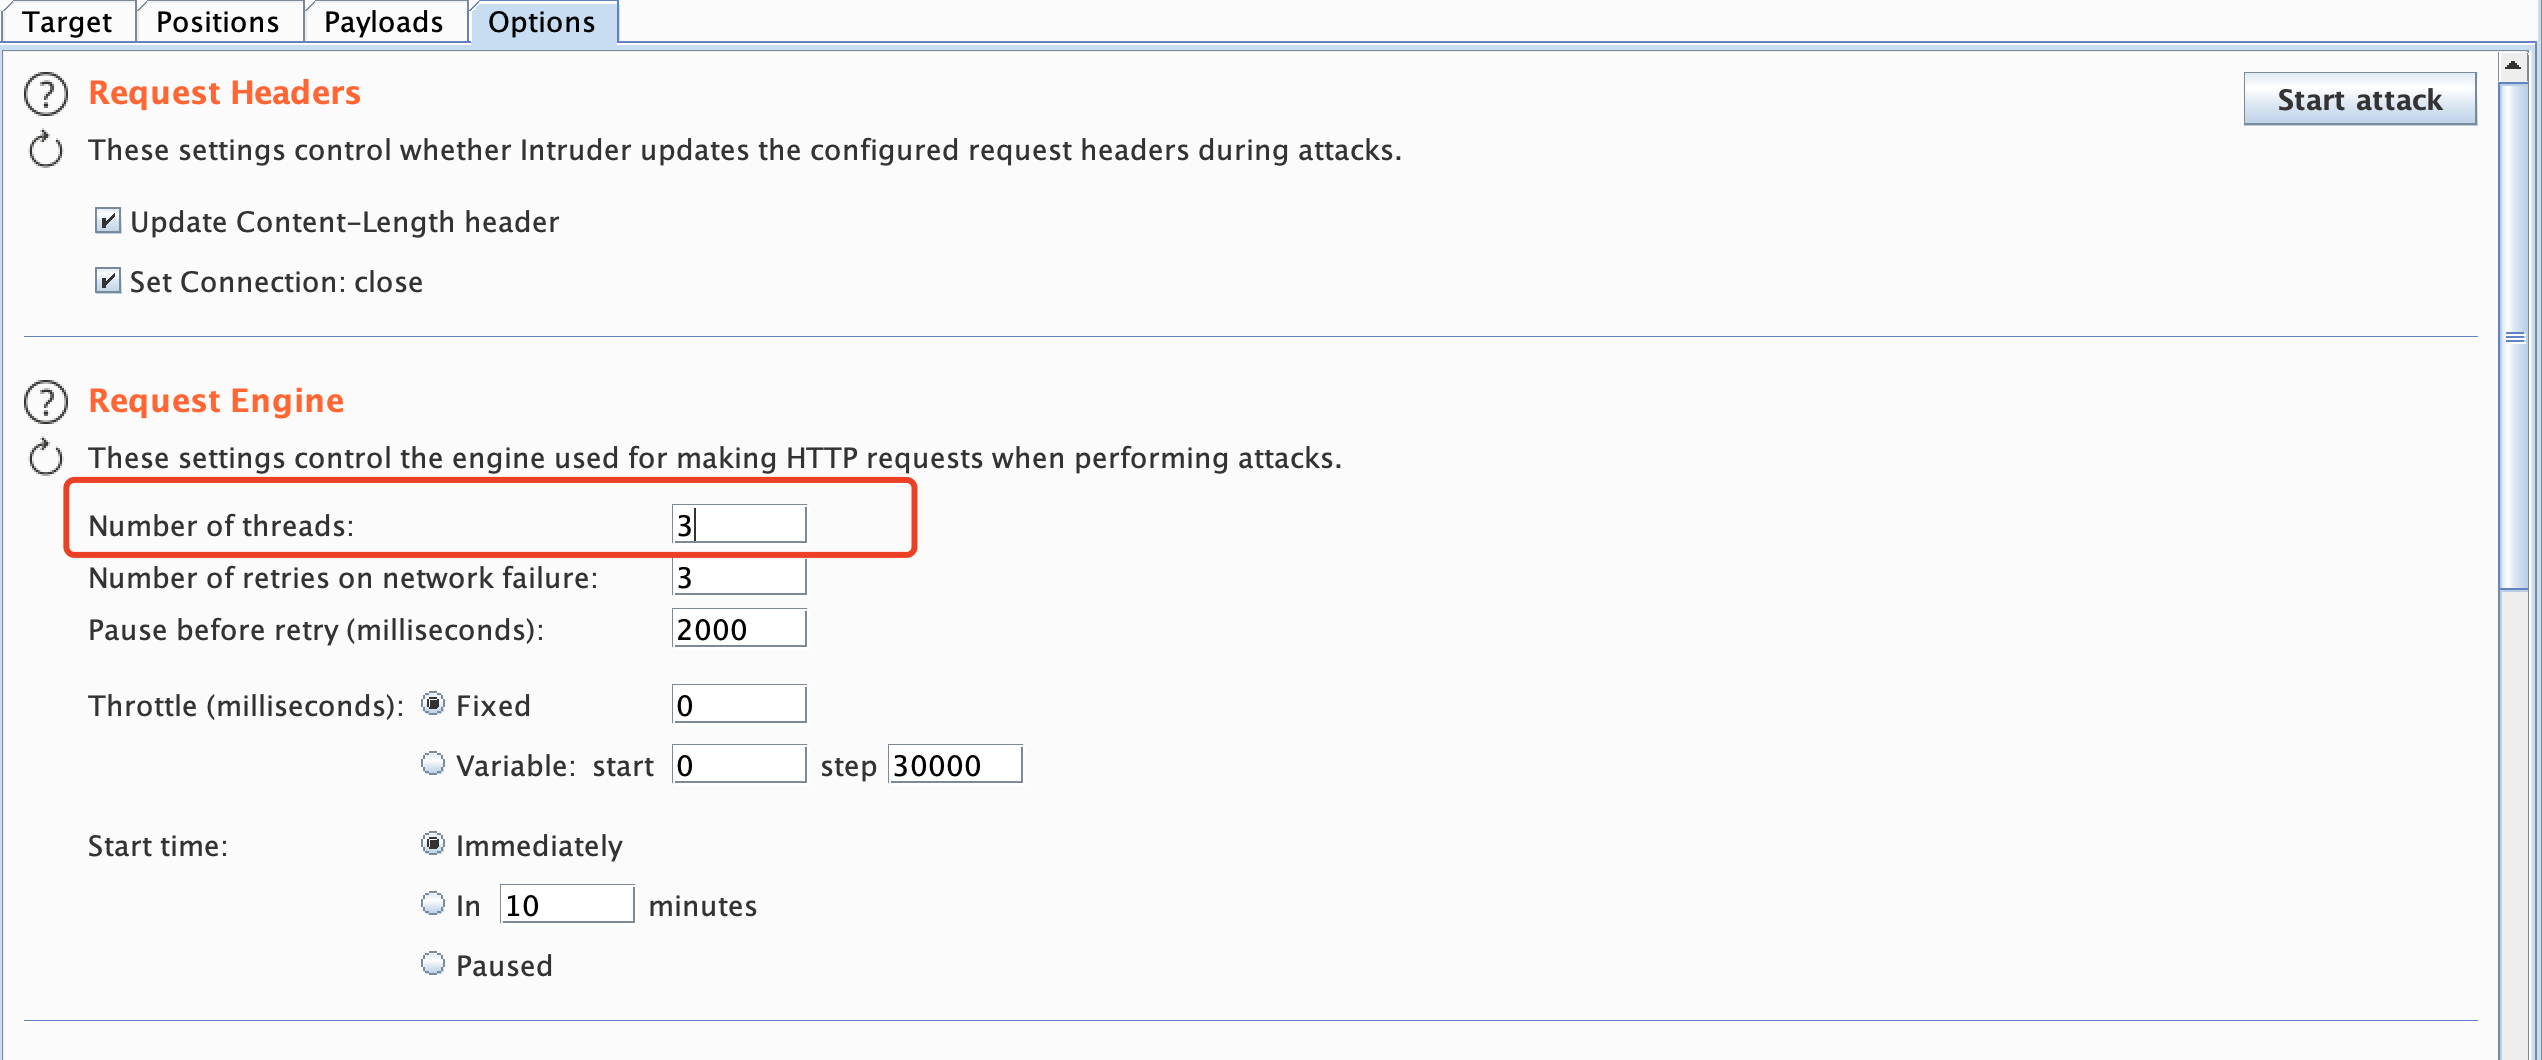 Target Positions Payloads Options
Request Headers
Start attack
These settings control whether Intruder updates the configured request headers during attacks.
Update Content-Length header
Set Connection: close
Request Engine
These settings control the engine used for making HTTP requests when performing attacks.
Number of threads: 3
Number of retries on network failure: 3
Pause before retry (milliseconds): 2000
Throttle (milliseconds): Fixed 0
Variable: start 0 step 30000
Start time: Immediately
In 10 minutes
Paused